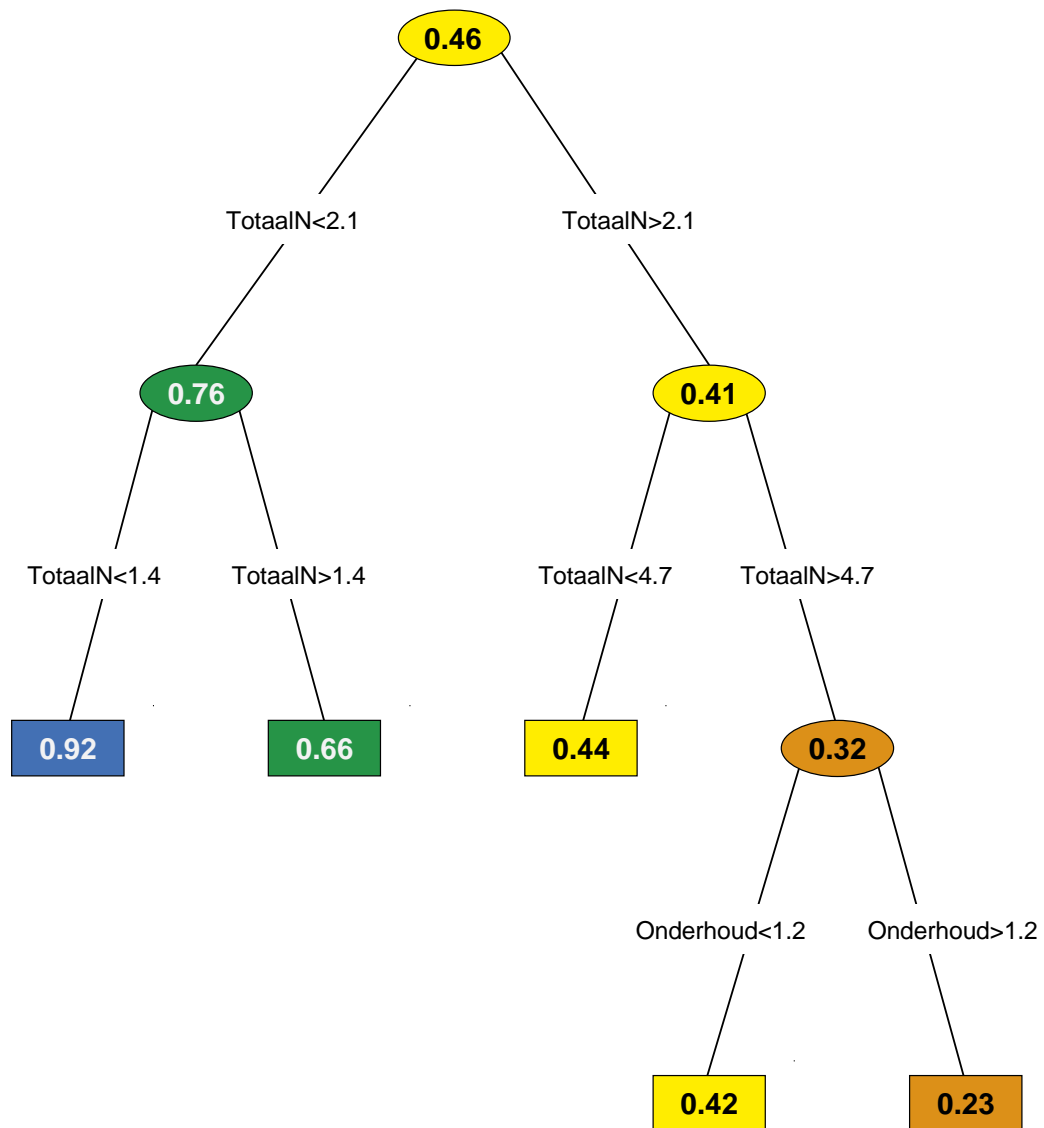 0.46
TotaalN<2.1
TotaalN>2.1
0.76
0.41
TotaalN<1.4
TotaalN>1.4
TotaalN<4.7
TotaalN>4.7
0.92
0.66
0.44
0.32
Onderhoud<1.2
Onderhoud>1.2
0.42
0.23